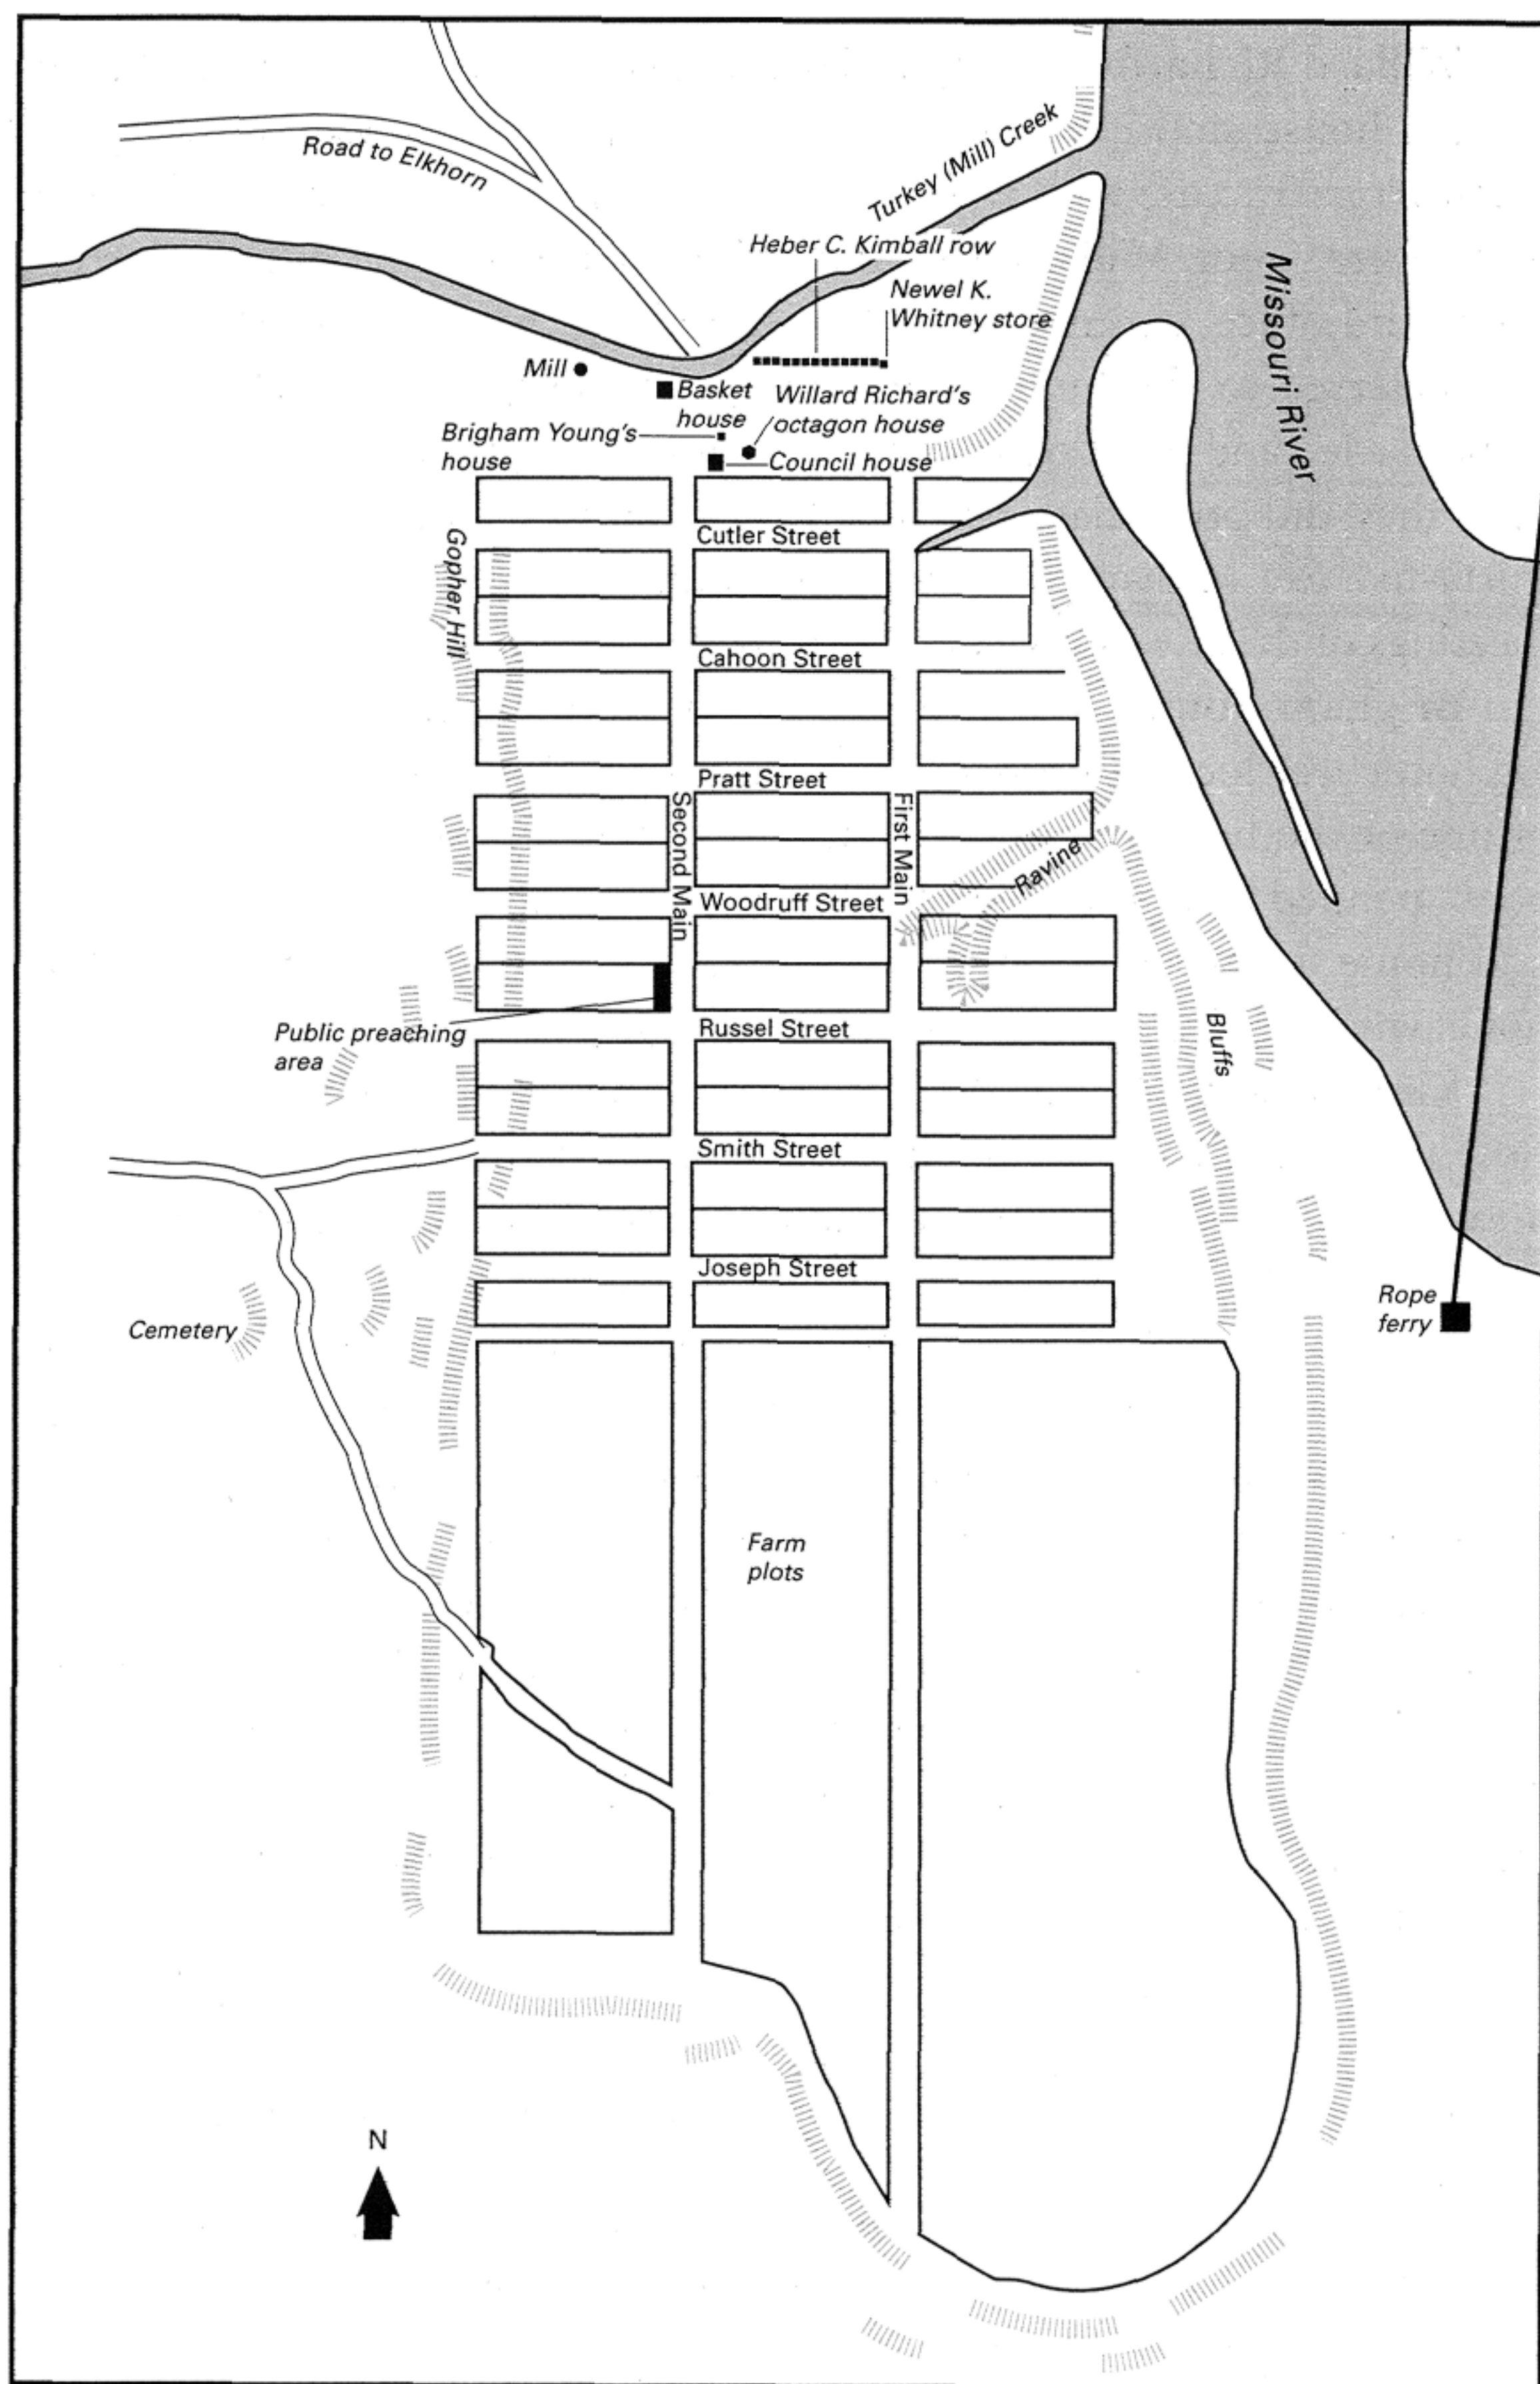 Road to Elkhorn
Turkey (Mill) Creek
Heber C. Kimball row
Newel K.
Whitney store
Missouri River
Mill
Basket
house
Willard Richard's
octagon house
Brigham Young's
house
Council house
Cutler Street
Gopher Hill
Cahoon Street
Pratt Street
Second Main
First Main
Ravine
Woodruff Street
Public preaching
area
Russel Street
Bluffs
Smith Street
Joseph Street
Cemetery
Rope
ferry
Farm
plots
N